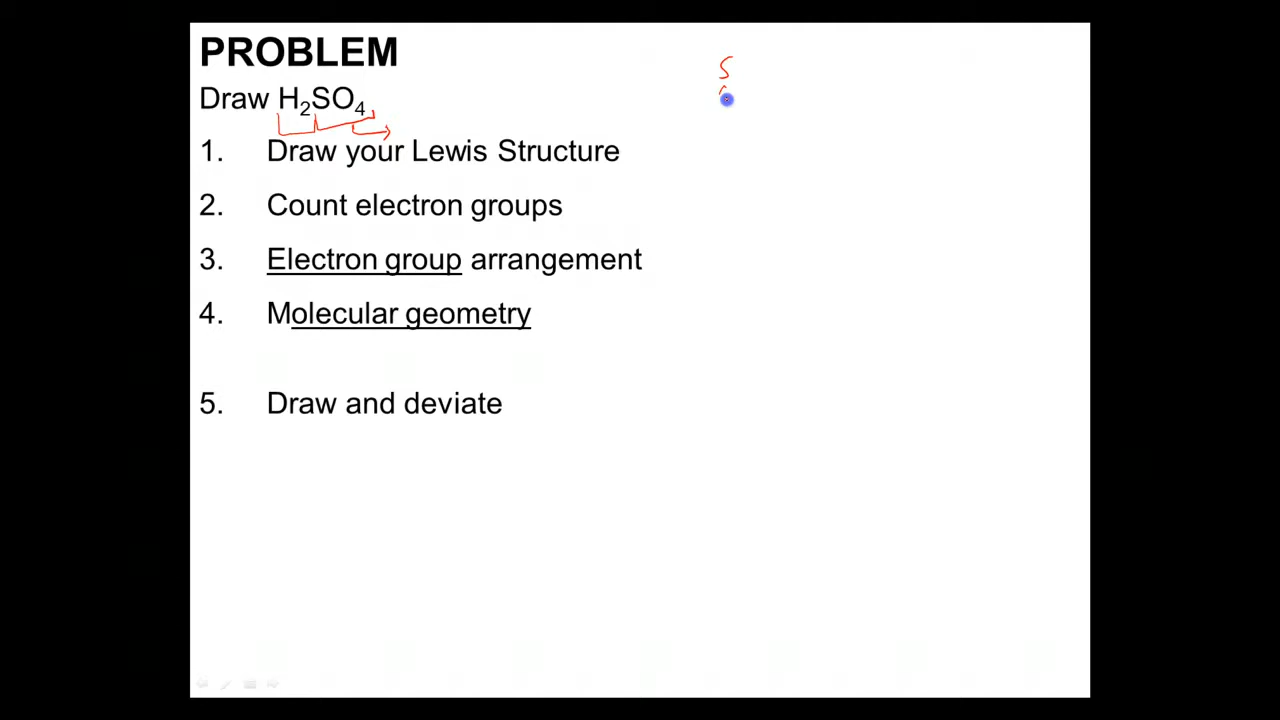 PROBLEM
Draw H₂SO₄
S
1. Draw your Lewis Structure
2. Count electron groups
3. Electron group arrangement
4. Molecular geometry
5. Draw and deviate